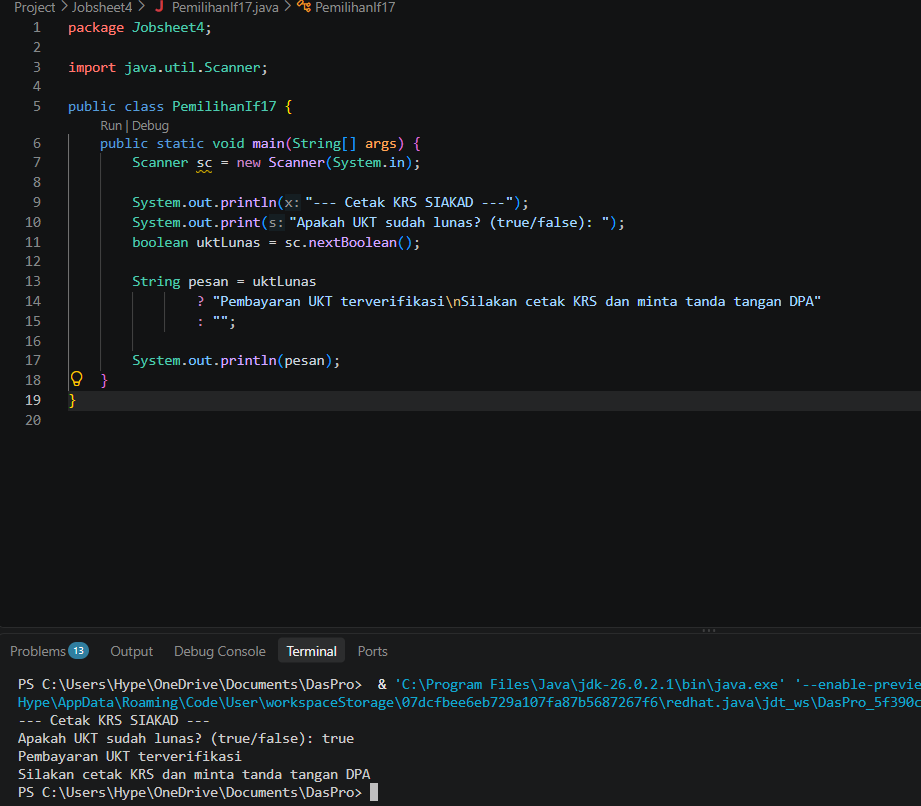 Project > Jobsheet4 > J PemilihanIf17.java > PemilihanIf17
1 package Jobsheet4;
2
3 import java.util.Scanner;
4
5 public class PemilihanIf17 {
Run | Debug
6 public static void main(String[] args) {
7 Scanner sc = new Scanner(System.in);
8
9 System.out.println(x: "--- Cetak KRS SIAKAD ---");
10 System.out.print(s: "Apakah UKT sudah lunas? (true/false): ");
11 boolean uktLunas = sc.nextBoolean();
12
13 String pesan = uktLunas
14 ? "Pembayaran UKT terverifikasi\nSilakan cetak KRS dan minta tanda tangan DPA"
15 : "";
16
17 System.out.println(pesan);
18 }
19 }
20
Problems 13 Output Debug Console Terminal Ports
PS C:\Users\Hype\OneDrive\Documents\DasPro> & 'C:\Program Files\Java\jdk-26.0.2.1\bin\java.exe' '--enable-previe
Hype\AppData\Roaming\Code\User\workspaceStorage\07dcfbee6eb729a107fa87b5687267f6\redhat.java\jdt_ws\DasPro_5f390c
--- Cetak KRS SIAKAD ---
Apakah UKT sudah lunas? (true/false): true
Pembayaran UKT terverifikasi
Silakan cetak KRS dan minta tanda tangan DPA
PS C:\Users\Hype\OneDrive\Documents\DasPro>